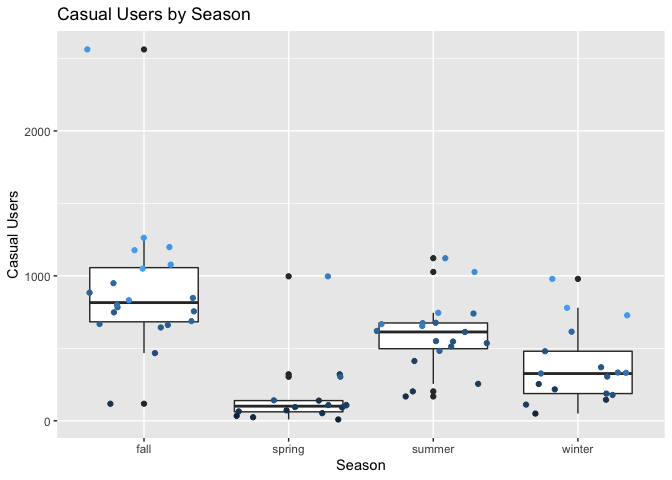 Casual Users by Season
Casual Users
2000
1000
0
fall
spring
summer
winter
Season